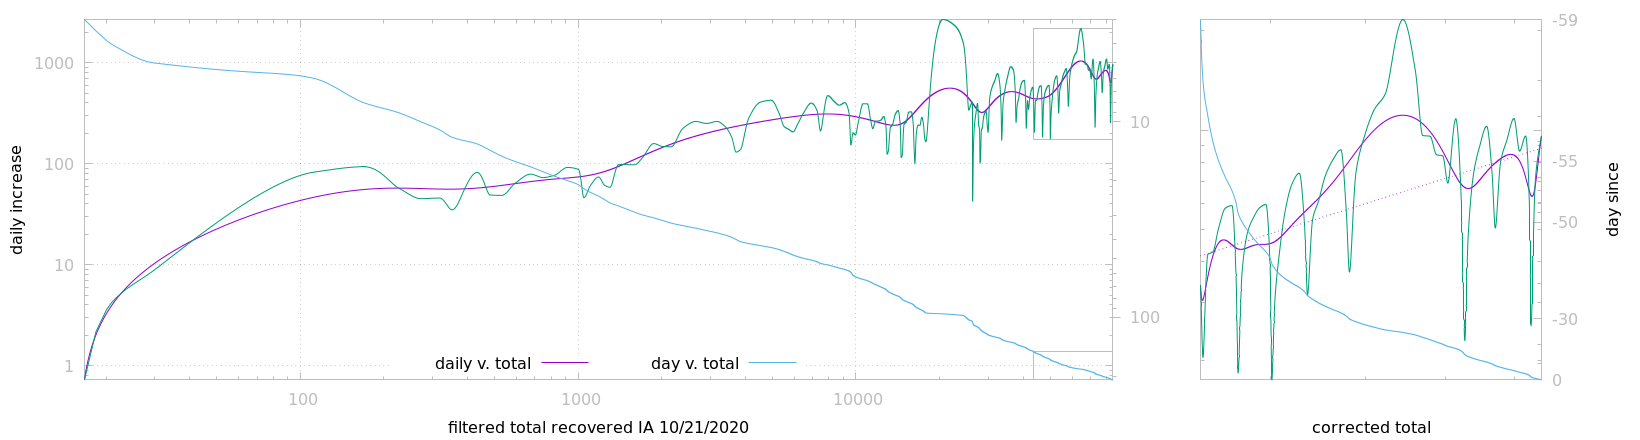 1000
100
10
1
daily increase
100
1000
10000
filtered total recovered IA 10/21/2020
daily v. total
day v. total
10
100
corrected total
-59
-55
-50
-30
0
day since